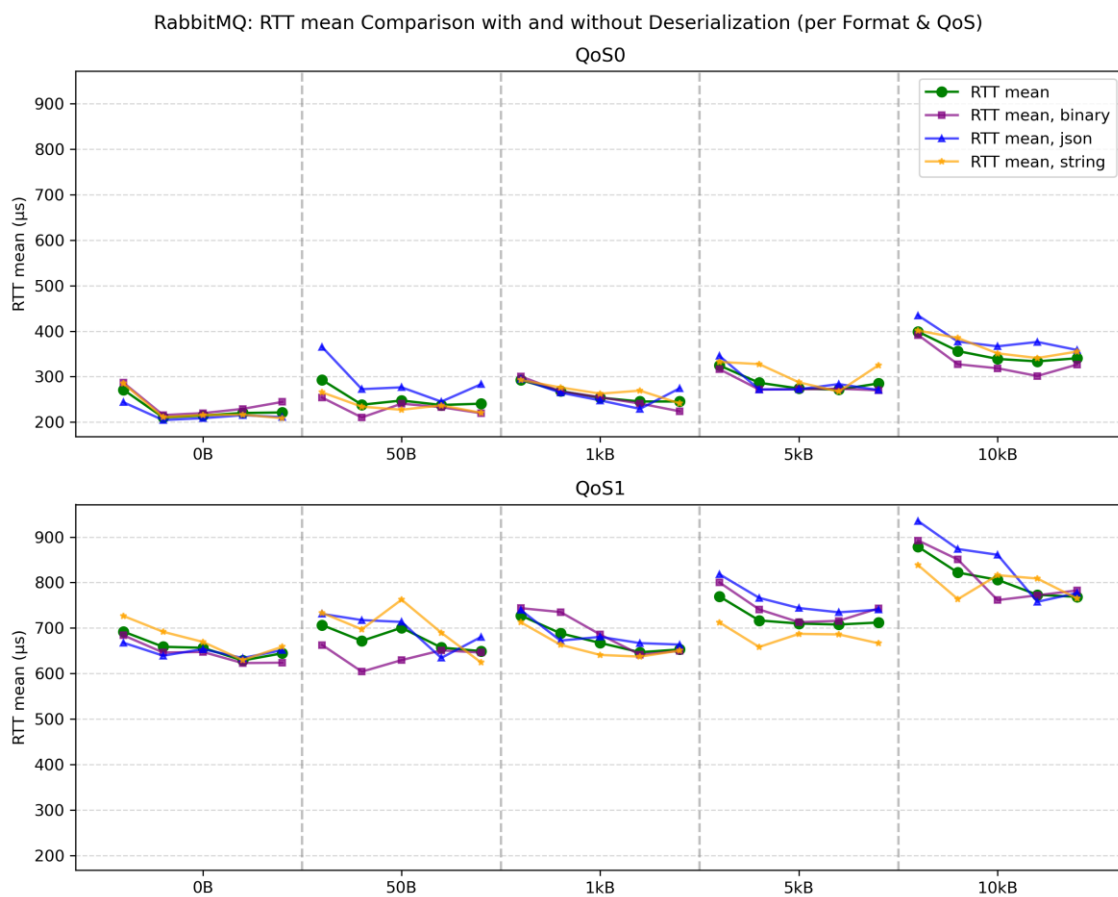 RabbitMQ: RTT mean Comparison with and without Deserialization (per Format & QoS)
QoS0
RTT mean (µs)
900
800
700
600
500
400
300
200
RTT mean
RTT mean, binary
RTT mean, json
RTT mean, string
0B 50B 1kB 5kB 10kB
QoS1
RTT mean (µs)
900
800
700
600
500
400
300
200
0B 50B 1kB 5kB 10kB